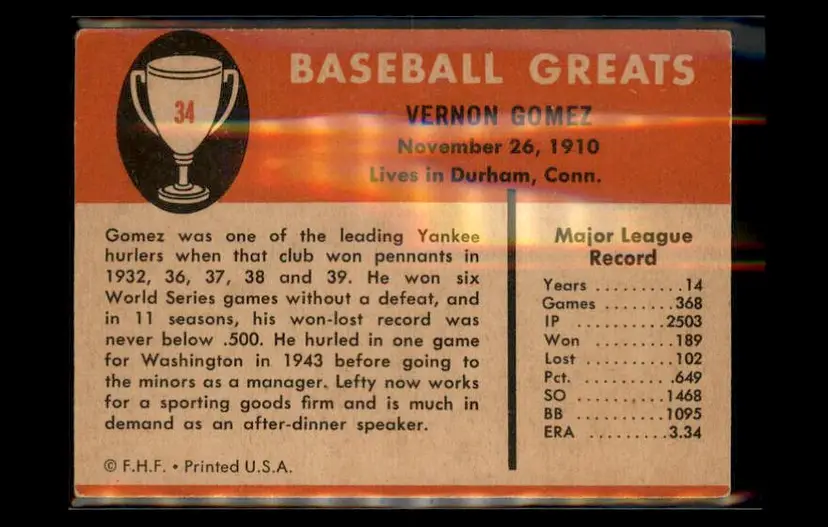 34
BASEBALL GREATS
VERNON GOMEZ
November 26, 1910
Lives in Durham, Conn.
Gomez was one of the leading Yankee
hurlers when that club won pennants in
1932, 36, 37, 38 and 39. He won six
World Series games without a defeat, and
in 11 seasons, his won-lost record was
never below .500. He hurled in one game
for Washington in 1943 before going to
the minors as a manager. Lefty now works
for a sporting goods firm and is much in
demand as an after-dinner speaker.
© F.H.F. • Printed U.S.A.
Major League
Record
Years ..........14
Games .........368
IP ..........2503
Won .........189
Lost .........102
Pct. .........649
SO .........1468
BB .........1095
ERA .........3.34